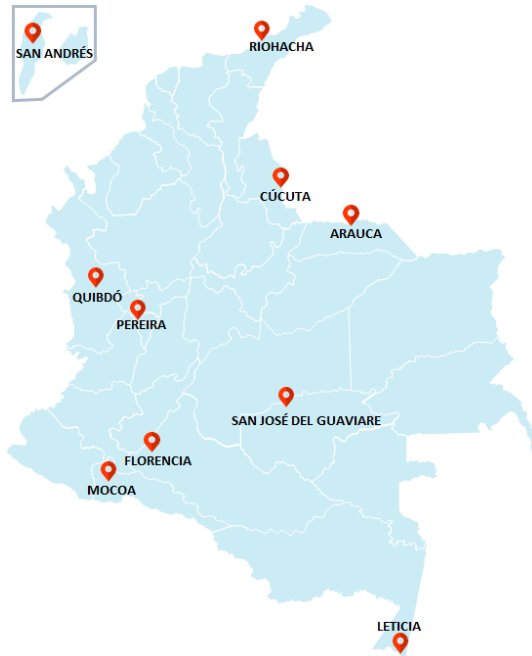 SAN ANDRÉS
RIOHACHA
CÚCUTA
ARAUCA
QUIBDÓ
PEREIRA
SAN JOSÉ DEL GUAVIARE
FLORENCIA
MOCOA
LETICIA